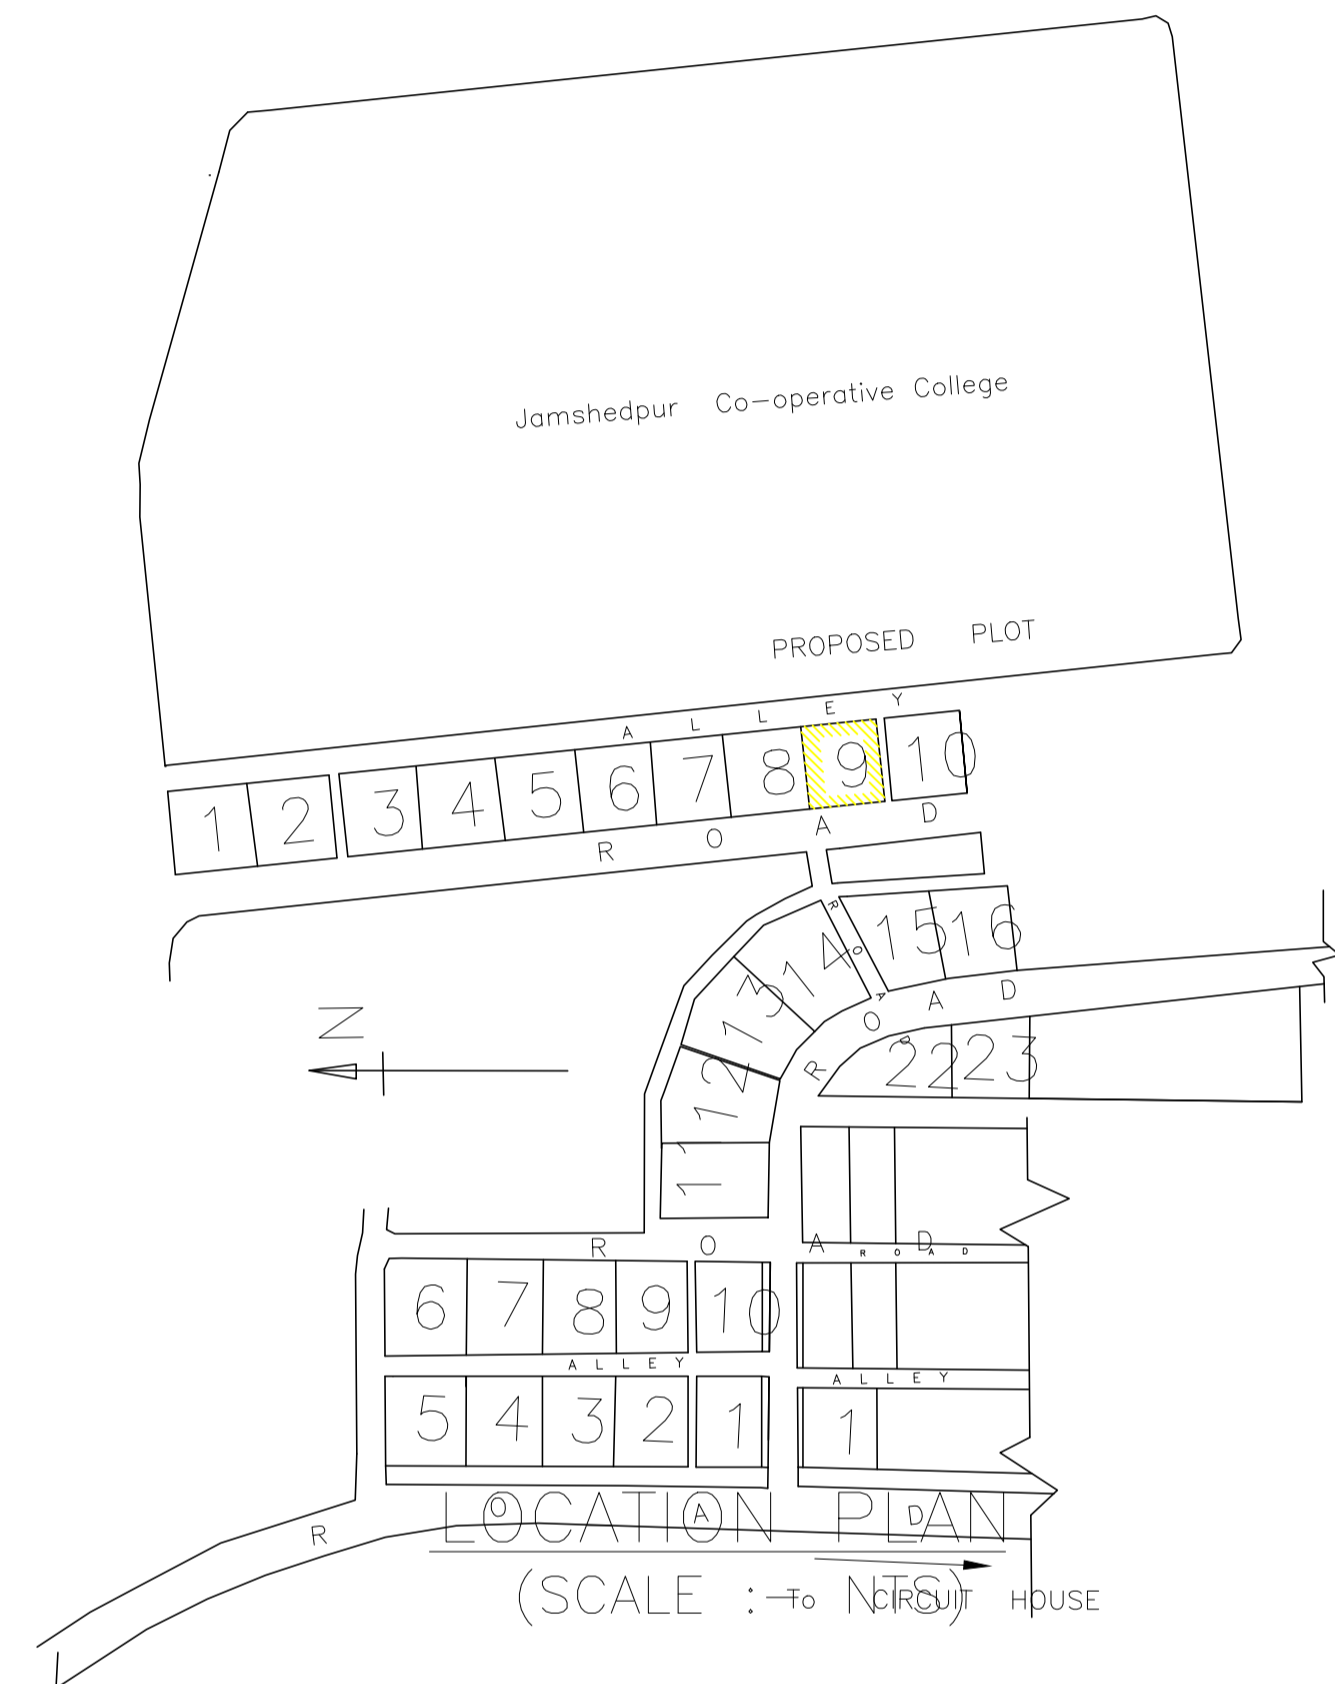 Jamshedpur Co-operative College
PROPOSED PLOT
ALLEY
1 2 3 4 5 6 7 8 9 10
ROAD
ROA
15 16
14
13
12
11
N
ROAD
22 23
ROAD
ROAD
6 7 8 9 10
ALLEY
ALLEY
5 4 3 2 1
1
ROAD
LOCATION PLAN
(SCALE :- NTS)
To CIRCUIT HOUSE